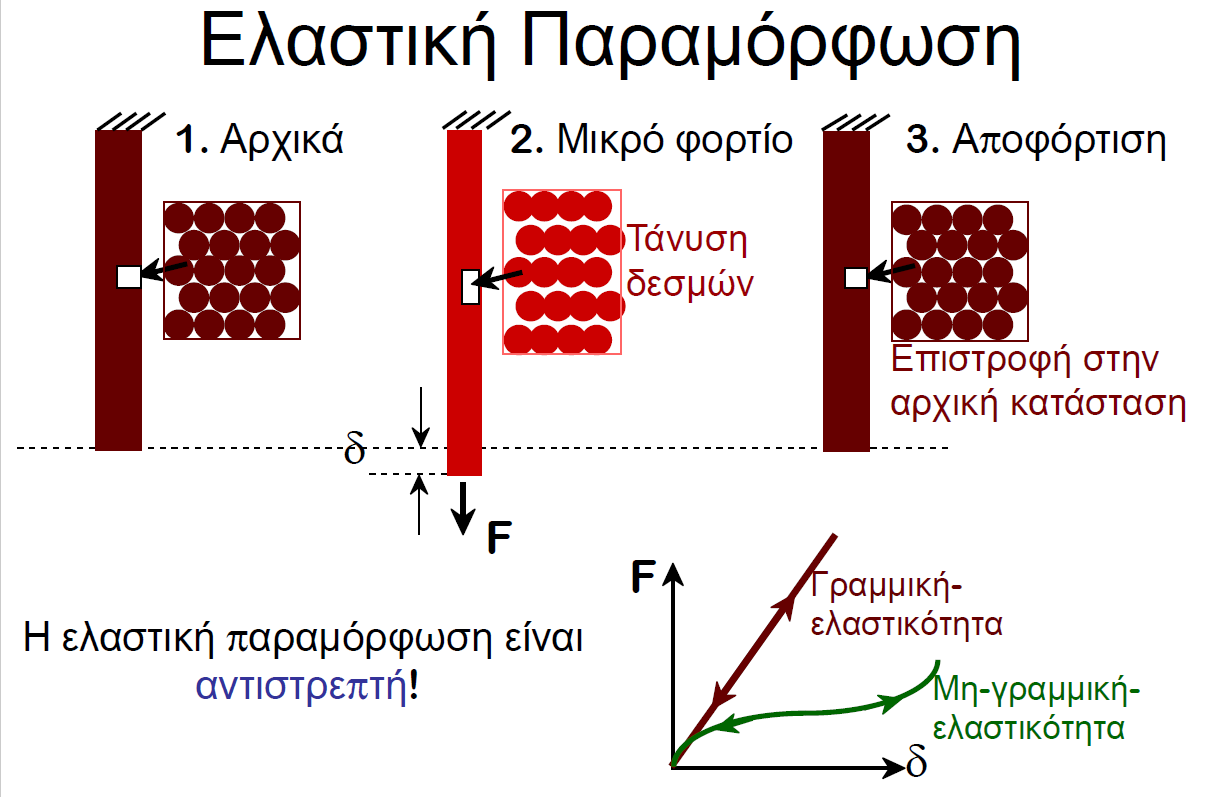 Ελαστική Παραμόρφωση
1. Αρχικά
2. Μικρό φορτίο
3. Αποφόρτιση
Τάνυση
δεσμών
Επιστροφή στην
αρχική κατάσταση
δ
F
Η ελαστική παραμόρφωση είναι
αντιστρεπτή!
F
Γραμμική-
ελαστικότητα
Μη-γραμμική-
ελαστικότητα
δ